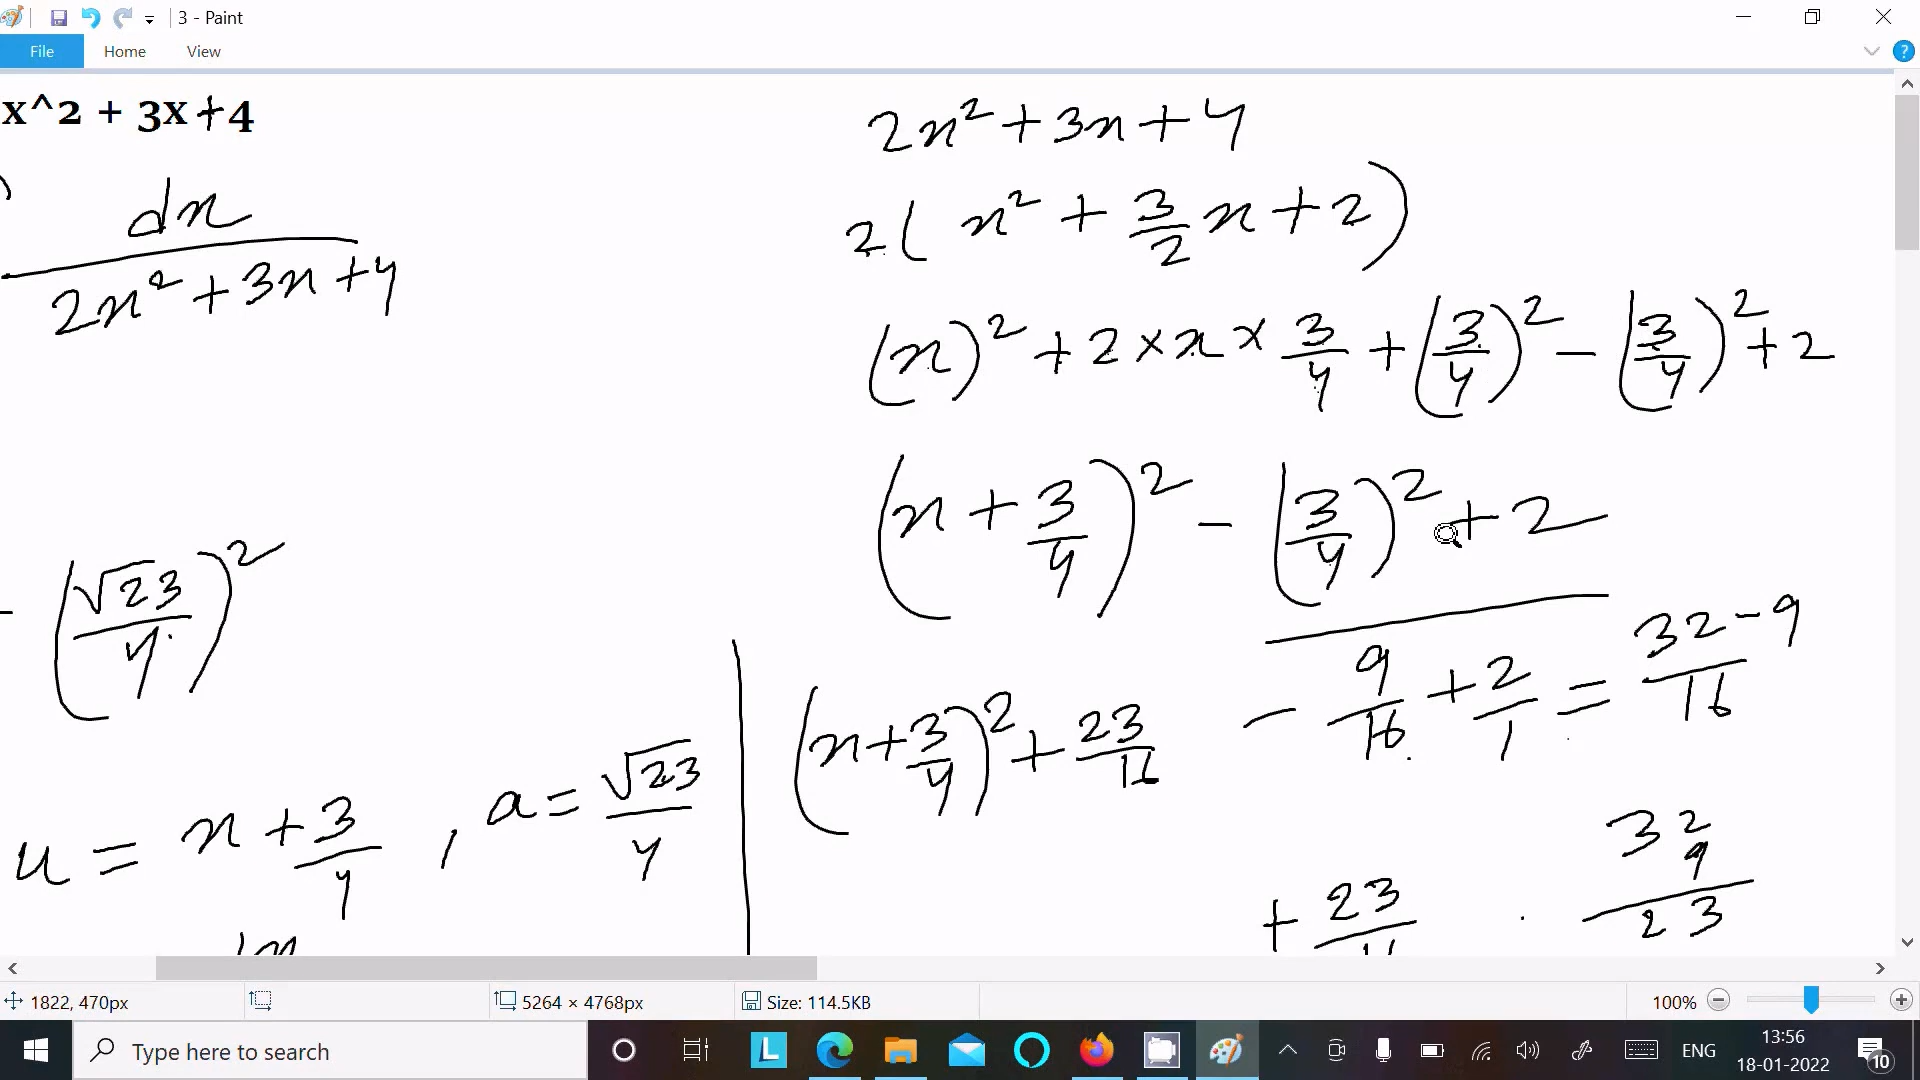 3 - Paint
File Home View
x^2 + 3x+4
dx
2x² + 3x + 4
(√23/4)²
u = x + 3/4 , a = √23/4
2x² + 3x + 4
2( x² + 3/2 x + 2)
(x)² + 2 × x × 3/4 + (3/4)² - (3/4)² + 2
(x + 3/4)² - (3/4)² + 2
- 9/16 + 2/1 = 32-9/16
(x + 3/4)² + 23/16
32
9
23
+ 23
1822, 470px
5264 × 4768px
Size: 114.5KB
100%
Type here to search
L
ENG
13:56
18-01-2022
10